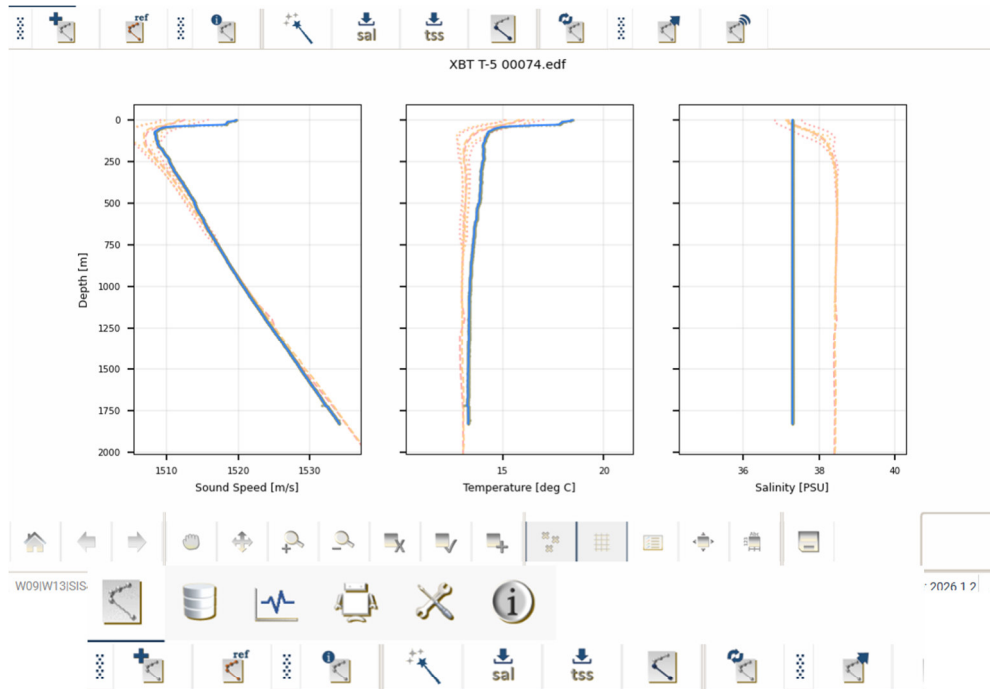 ref
sal
tss
XBT T-5 00074.edf
Depth [m]
0
250
500
750
1000
1250
1500
1750
2000
1510 1520 1530
Sound Speed [m/s]
15 20
Temperature [deg C]
36 38 40
Salinity [PSU]
W09|W13|SIS
2026.1.2
ref
sal
tss